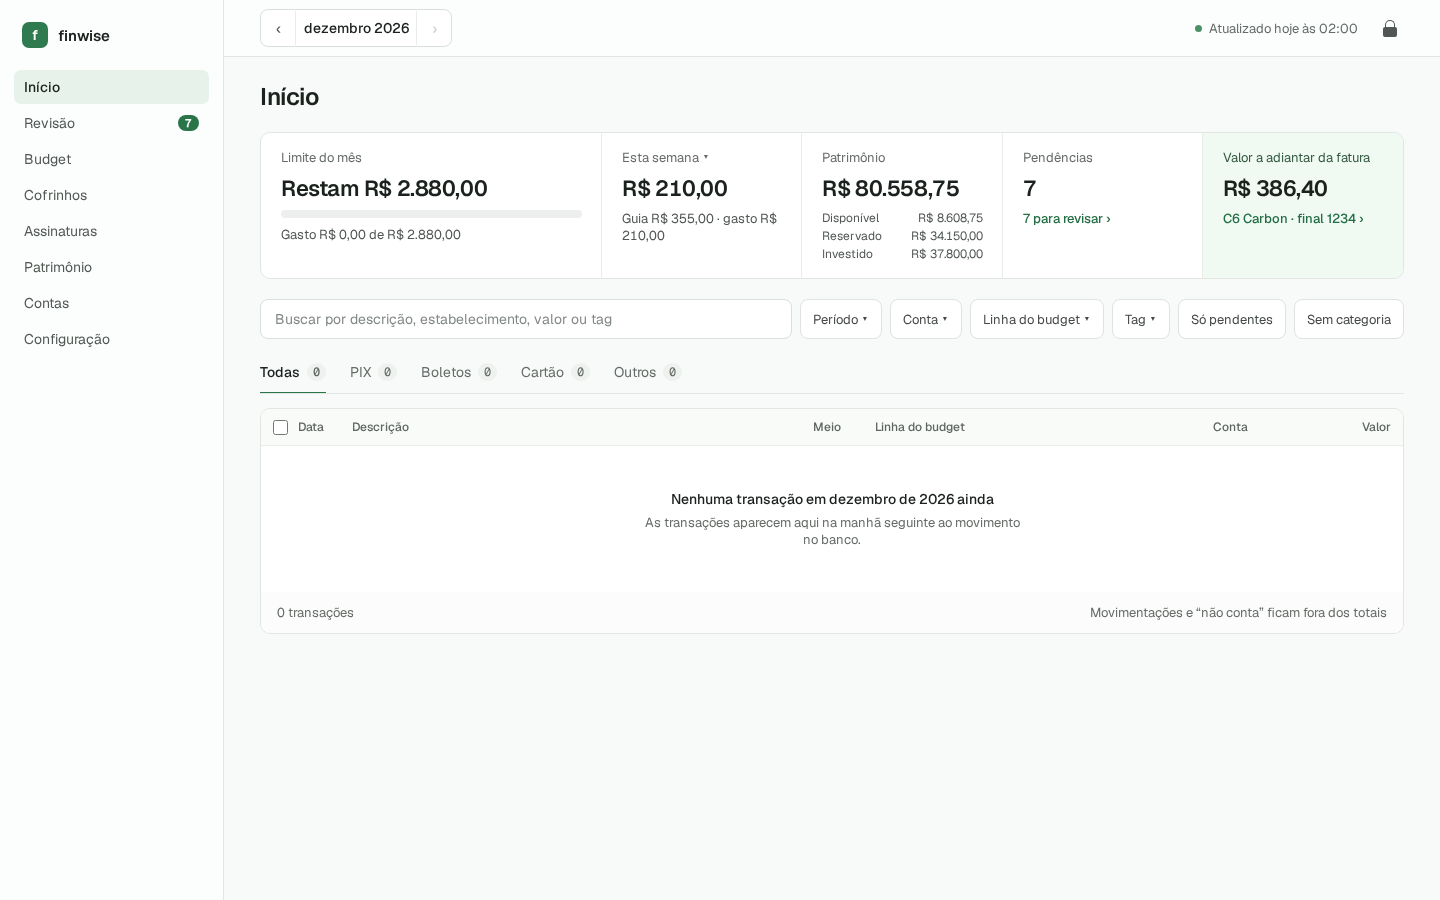 f finwise
‹ dezembro 2026 ›
Atualizado hoje às 02:00
Início
Revisão 7
Budget
Cofrinhos
Assinaturas
Patrimônio
Contas
Configuração
Início
Limite do mês
Restam R$ 2.880,00
Gasto R$ 0,00 de R$ 2.880,00
Esta semana
R$ 210,00
Guia R$ 355,00 · gasto R$
210,00
Patrimônio
R$ 80.558,75
Disponível R$ 8.608,75
Reservado R$ 34.150,00
Investido R$ 37.800,00
Pendências
7
7 para revisar ›
Valor a adiantar da fatura
R$ 386,40
C6 Carbon · final 1234 ›
Buscar por descrição, estabelecimento, valor ou tag
Período
Conta
Linha do budget
Tag
Só pendentes
Sem categoria
Todas 0 PIX 0 Boletos 0 Cartão 0 Outros 0
Data Descrição Meio Linha do budget Conta Valor
Nenhuma transação em dezembro de 2026 ainda
As transações aparecem aqui na manhã seguinte ao movimento
no banco.
0 transações
Movimentações e “não conta” ficam fora dos totais